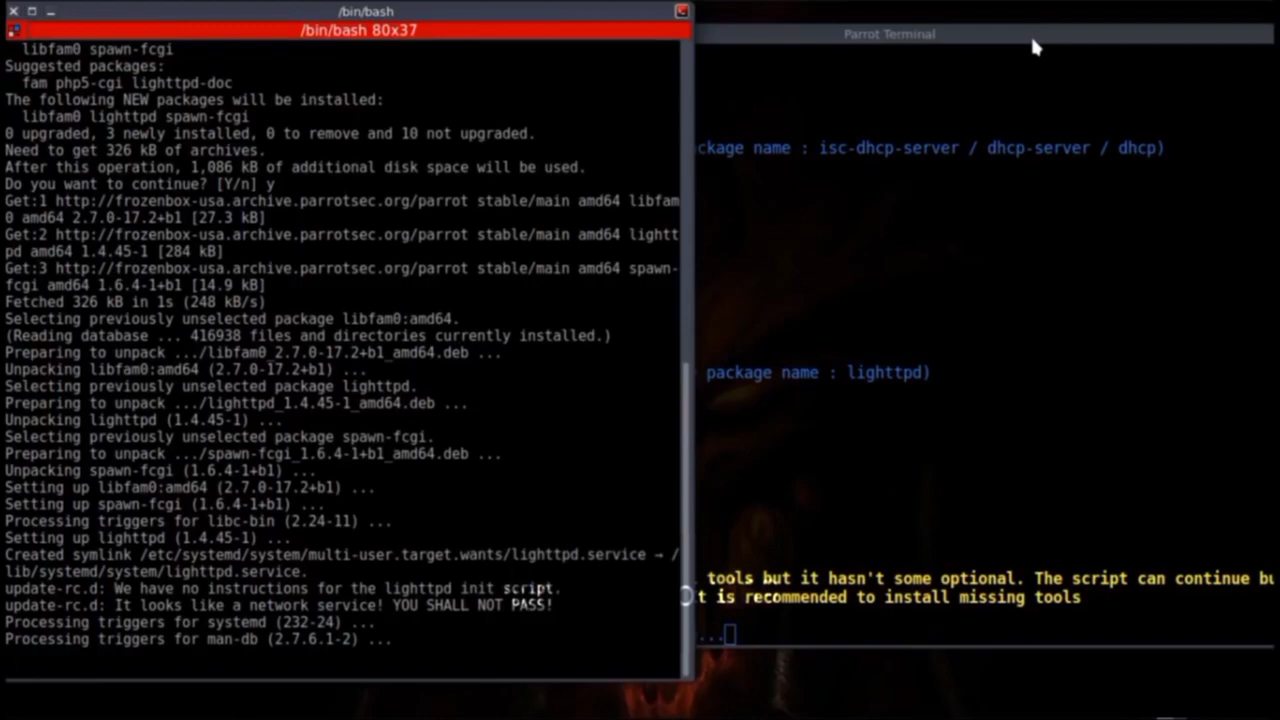 /bin/bash
/bin/bash 80x37
libfam0 spawn-fcgi
Suggested packages:
fam php5-cgi lighttpd-doc
The following NEW packages will be installed:
libfam0 lighttpd spawn-fcgi
0 upgraded, 3 newly installed, 0 to remove and 10 not upgraded.
Need to get 326 kB of archives.
After this operation, 1,086 kB of additional disk space will be used.
Do you want to continue? [Y/n] y
Get:1 http://frozenbox-usa.archive.parrotsec.org/parrot stable/main amd64 libfam
0 amd64 2.7.0-17.2+b1 [27.3 kB]
Get:2 http://frozenbox-usa.archive.parrotsec.org/parrot stable/main amd64 lightt
pd amd64 1.4.45-1 [284 kB]
Get:3 http://frozenbox-usa.archive.parrotsec.org/parrot stable/main amd64 spawn-
fcgi amd64 1.6.4-1+b1 [14.9 kB]
Fetched 326 kB in 1s (248 kB/s)
Selecting previously unselected package libfam0:amd64.
(Reading database ... 416938 files and directories currently installed.)
Preparing to unpack .../libfam0_2.7.0-17.2+b1_amd64.deb ...
Unpacking libfam0:amd64 (2.7.0-17.2+b1) ...
Selecting previously unselected package lighttpd.
Preparing to unpack .../lighttpd_1.4.45-1_amd64.deb ...
Unpacking lighttpd (1.4.45-1) ...
Selecting previously unselected package spawn-fcgi.
Preparing to unpack .../spawn-fcgi_1.6.4-1+b1_amd64.deb ...
Unpacking spawn-fcgi (1.6.4-1+b1) ...
Setting up libfam0:amd64 (2.7.0-17.2+b1) ...
Setting up spawn-fcgi (1.6.4-1+b1) ...
Processing triggers for libc-bin (2.24-11) ...
Setting up lighttpd (1.4.45-1) ...
Created symlink /etc/systemd/system/multi-user.target.wants/lighttpd.service → /
lib/systemd/system/lighttpd.service.
update-rc.d: We have no instructions for the lighttpd init script.
update-rc.d: It looks like a network service! YOU SHALL NOT PASS!
Processing triggers for systemd (232-24) ...
Processing triggers for man-db (2.7.6.1-2) ...
Parrot Terminal
ckage name : isc-dhcp-server / dhcp-server / dhcp)
package name : lighttpd)
tools but it hasn't some optional. The script can continue bu
t is recommended to install missing tools
...